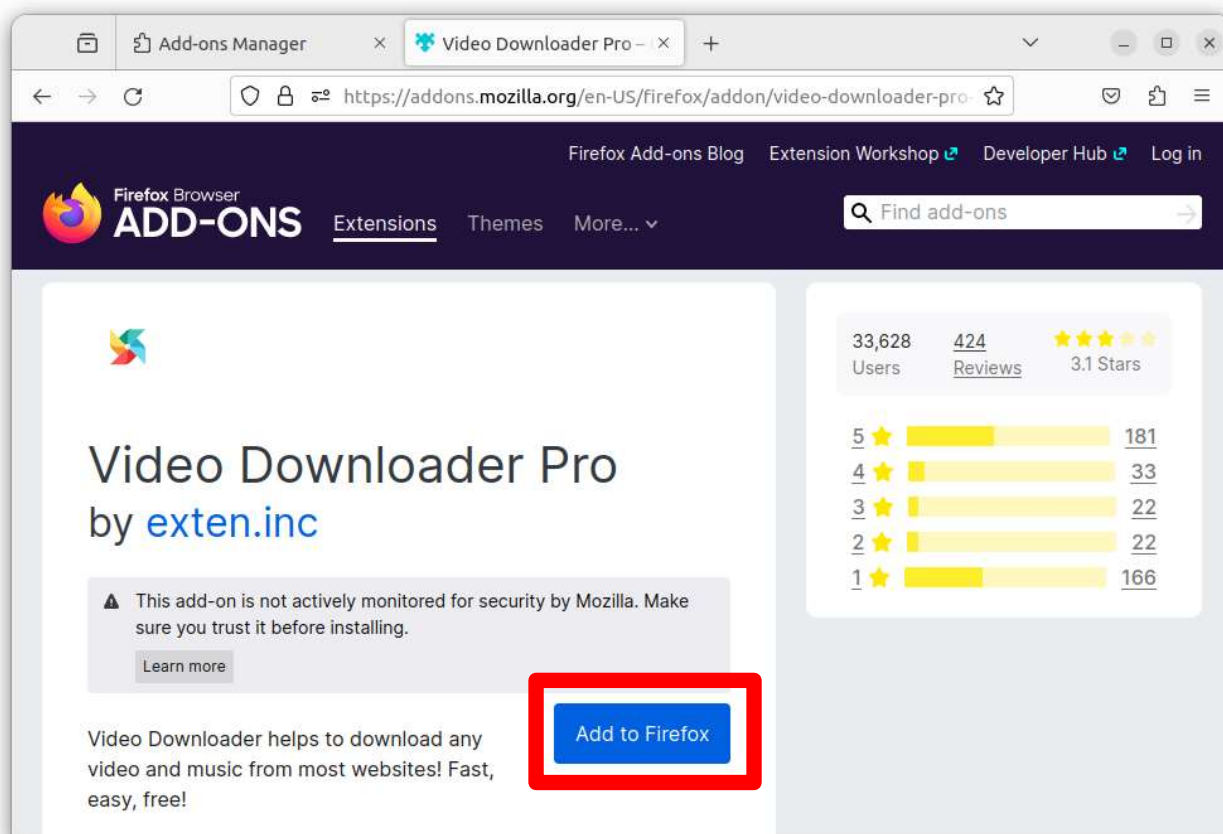 Add-ons Manager
Video Downloader Pro –
https://addons.mozilla.org/en-US/firefox/addon/video-downloader-pro-
Firefox Add-ons Blog Extension Workshop Developer Hub Log in
Firefox Browser
ADD-ONS Extensions Themes More...
Find add-ons
Video Downloader Pro
by exten.inc
This add-on is not actively monitored for security by Mozilla. Make
sure you trust it before installing.
Learn more
Add to Firefox
Video Downloader helps to download any
video and music from most websites! Fast,
easy, free!
33,628 424
Users Reviews 3.1 Stars
5 181
4 33
3 22
2 22
1 166